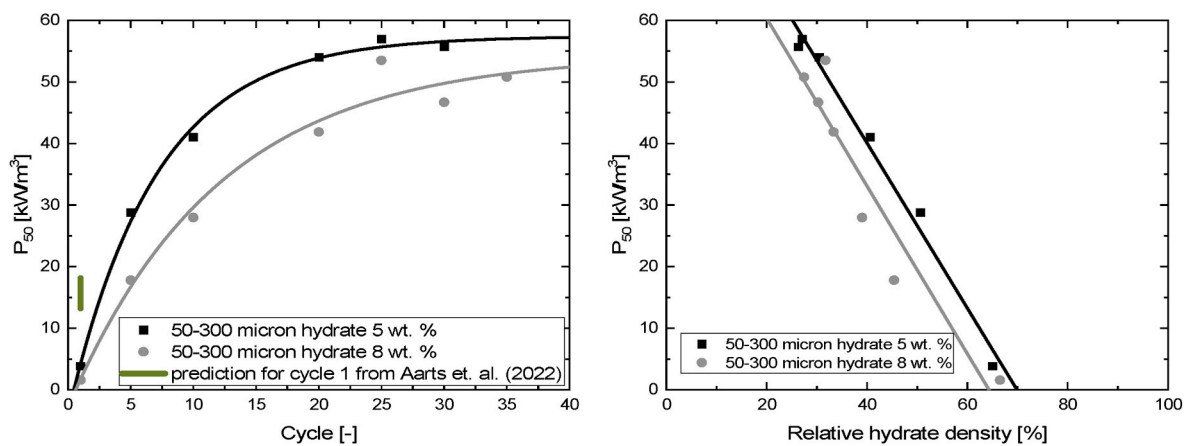 60
50
40
30
20
10
0
P₅₀ [kW/m³]
50-300 micron hydrate 5 wt. %
50-300 micron hydrate 8 wt. %
prediction for cycle 1 from Aarts et. al. (2022)
0 5 10 15 20 25 30 35 40
Cycle [-]
60
50
40
30
20
10
0
P₅₀ [kW/m³]
50-300 micron hydrate 5 wt. %
50-300 micron hydrate 8 wt. %
0 20 40 60 80 100
Relative hydrate density [%]